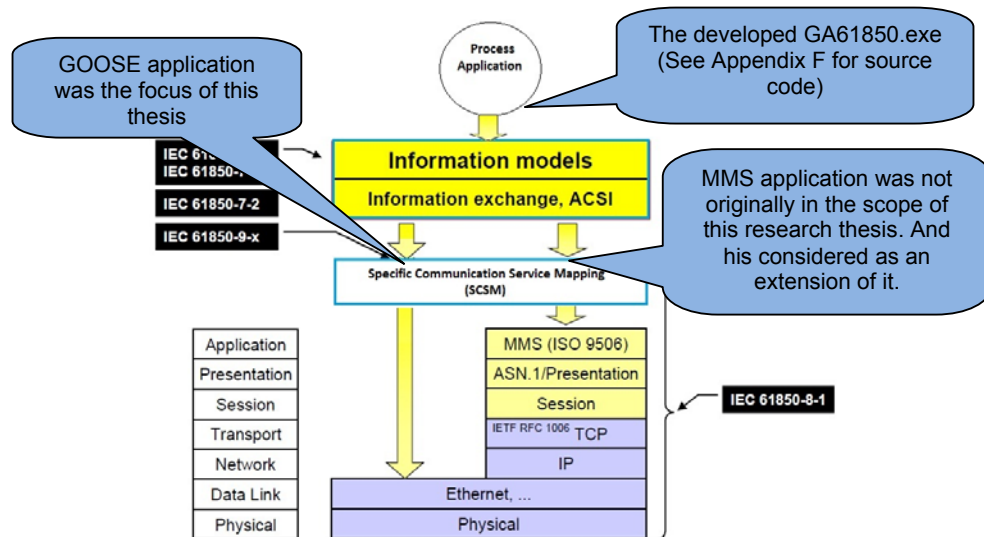 Process
Application
The developed GA61850.exe
(See Appendix F for source
code)
GOOSE application
was the focus of this
thesis
Information models
Information exchange, ACSI
IEC 61850-7-2
IEC 61850-9-x
MMS application was not
originally in the scope of
this research thesis. And
his considered as an
extension of it.
Specific Communication Service Mapping
(SCSM)
Application
Presentation
Session
Transport
Network
Data Link
Physical
MMS (ISO 9506)
ASN.1/Presentation
Session
IETF RFC 1006 TCP
IP
Ethernet, ...
Physical
IEC 61850-8-1